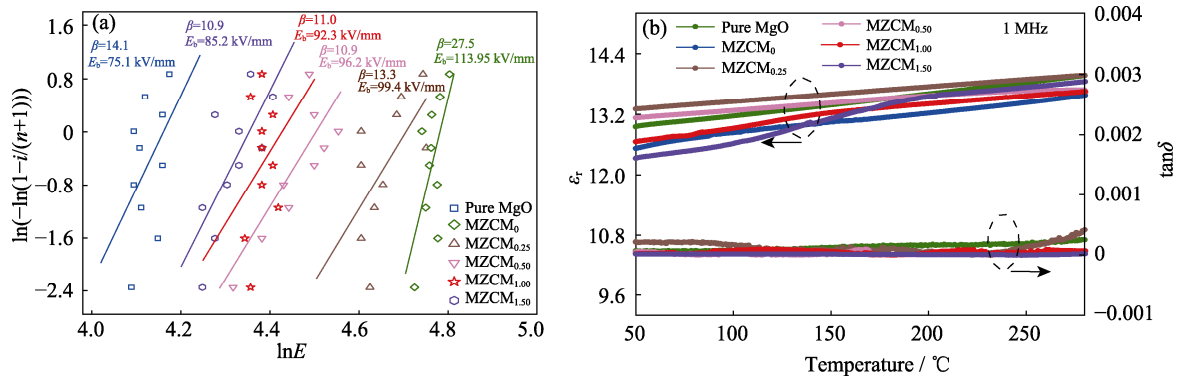 (a)
ln(−ln(1−i/(n+1)))
1.6
0.8
0
−0.8
−1.6
−2.4
β=14.1
E_b=75.1 kV/mm
β=10.9
E_b=85.2 kV/mm
β=11.0
E_b=92.3 kV/mm
β=10.9
E_b=96.2 kV/mm
β=13.3
E_b=99.4 kV/mm
β=27.5
E_b=113.95 kV/mm
Pure MgO
MZCM₀
MZCM₀.₂₅
MZCM₀.₅₀
MZCM₁.₀₀
MZCM₁.₅₀
4.0 4.2 4.4 4.6 4.8 5.0
lnE
(b)
Pure MgO
MZCM₀
MZCM₀.₂₅
MZCM₀.₅₀
MZCM₁.₀₀
MZCM₁.₅₀
1 MHz
εᵣ
14.4
13.2
12.0
10.8
9.6
0.004
0.003
0.002
0.001
0
−0.001
tanδ
50 100 150 200 250
Temperature / ℃